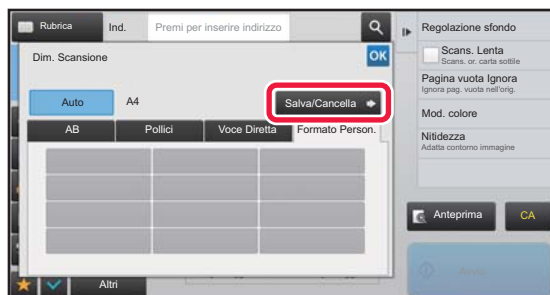 Rubrica
Ind.
Premi per inserire indirizzo
Dim. Scansione
OK
Auto
A4
Salva/Cancella
AB
Pollici
Voce Diretta
Formato Person.
Altri
Regolazione sfondo
Scans. Lenta
Scans. or. carta sottile
Pagina vuota Ignora
Ignora pag. vuota nell'orig.
Mod. colore
Nitidezza
Adatta contorno immagine
Anteprima
CA